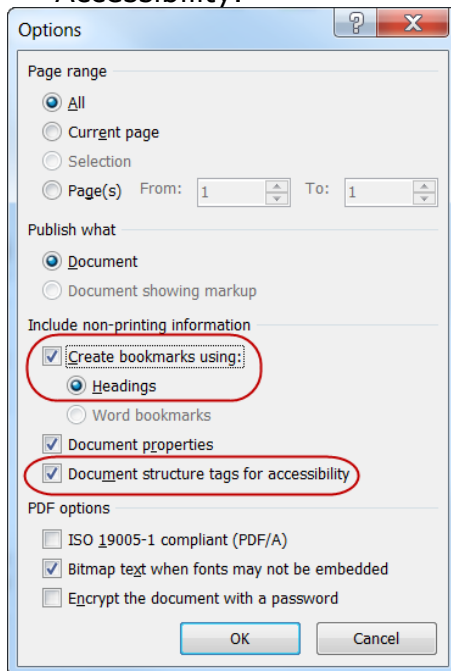 Accessibility.
Options
Page range
All
Current page
Selection
Page(s) From: 1 To: 1
Publish what
Document
Document showing markup
Include non-printing information
Create bookmarks using:
Headings
Word bookmarks
Document properties
Document structure tags for accessibility
PDF options
ISO 19005-1 compliant (PDF/A)
Bitmap text when fonts may not be embedded
Encrypt the document with a password
OK Cancel